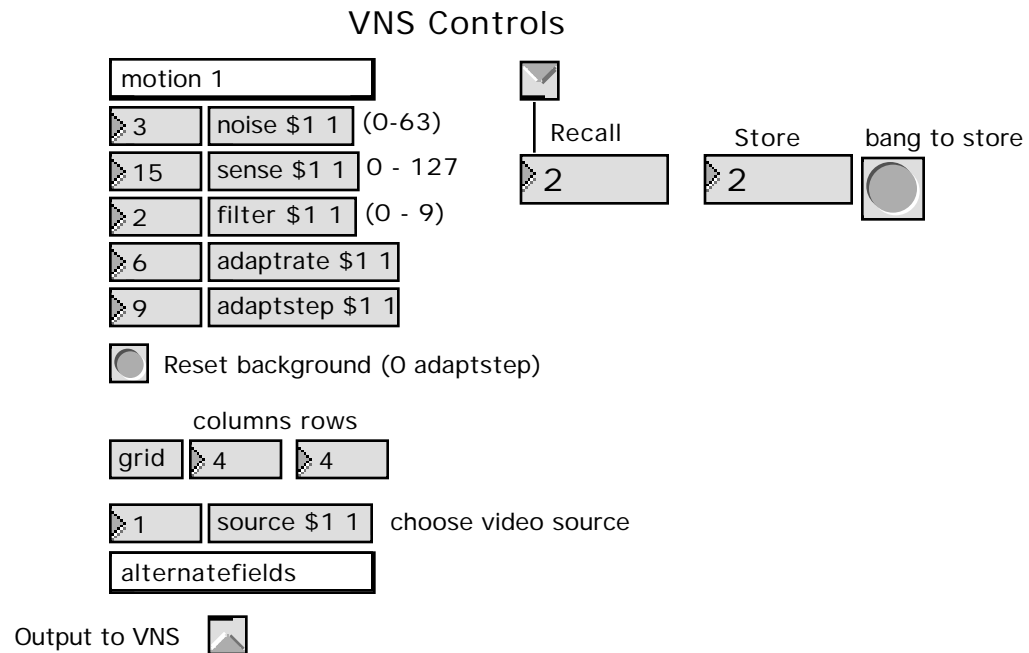 VNS Controls
motion 1
3 noise $1 1 (0-63)
15 sense $1 1 0 - 127
2 filter $1 1 (0 - 9)
6 adaptrate $1 1
9 adaptstep $1 1
Reset background (0 adaptstep)
columns rows
grid 4 4
1 source $1 1 choose video source
alternatefields
Output to VNS
Recall
2
Store
2
bang to store